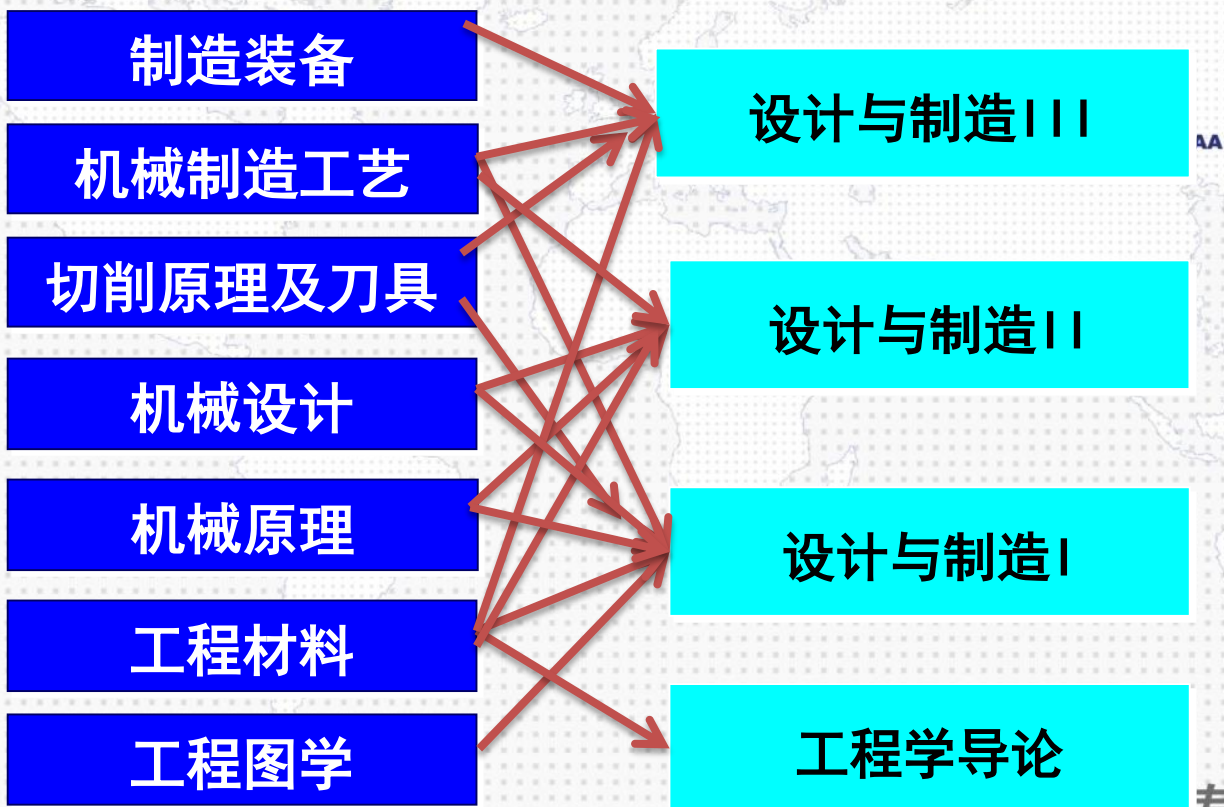 制造装备
机械制造工艺
切削原理及刀具
机械设计
机械原理
工程材料
工程图学
设计与制造III
AA
设计与制造II
设计与制造I
工程学导论